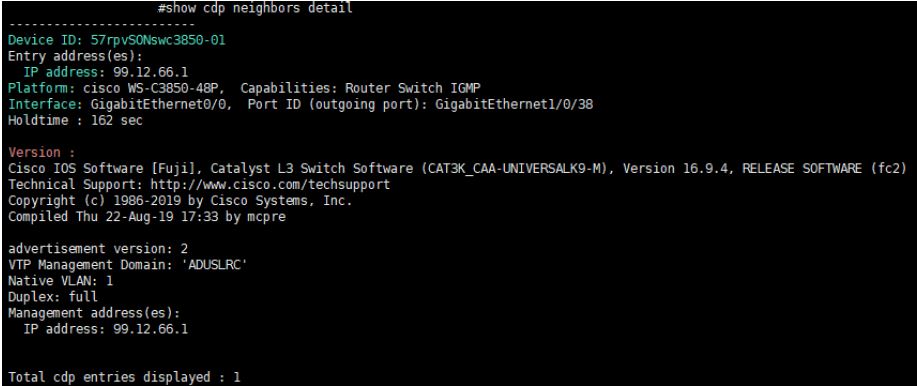 #show cdp neighbors detail
-------------------------
Device ID: 57rpvSONswc3850-01
Entry address(es):
  IP address: 99.12.66.1
Platform: cisco WS-C3850-48P,  Capabilities: Router Switch IGMP
Interface: GigabitEthernet0/0,  Port ID (outgoing port): GigabitEthernet1/0/38
Holdtime : 162 sec

Version :
Cisco IOS Software [Fuji], Catalyst L3 Switch Software (CAT3K_CAA-UNIVERSALK9-M), Version 16.9.4, RELEASE SOFTWARE (fc2)
Technical Support: http://www.cisco.com/techsupport
Copyright (c) 1986-2019 by Cisco Systems, Inc.
Compiled Thu 22-Aug-19 17:33 by mcpre

advertisement version: 2
VTP Management Domain: 'ADUSLRC'
Native VLAN: 1
Duplex: full
Management address(es):
  IP address: 99.12.66.1

Total cdp entries displayed : 1